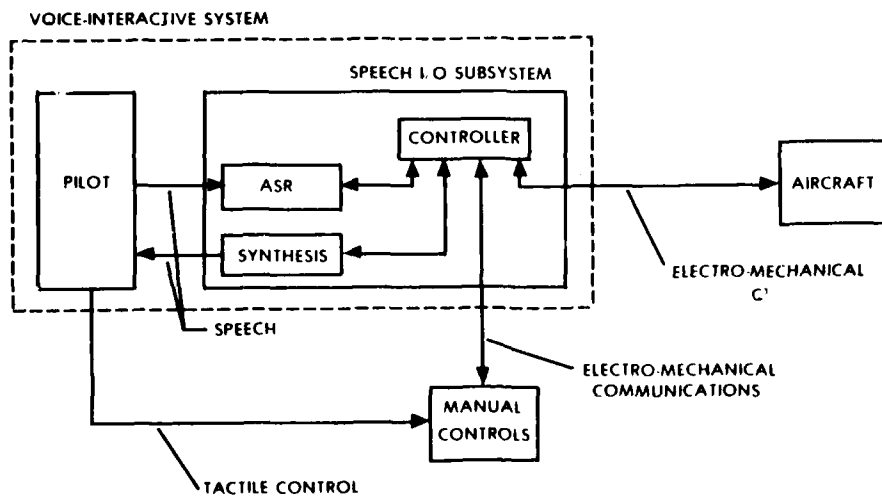 VOICE-INTERACTIVE SYSTEM
SPEECH I/O SUBSYSTEM
CONTROLLER
PILOT
ASR
AIRCRAFT
SYNTHESIS
ELECTRO-MECHANICAL
SPEECH
ELECTRO-MECHANICAL
COMMUNICATIONS
MANUAL
CONTROLS
TACTILE CONTROL